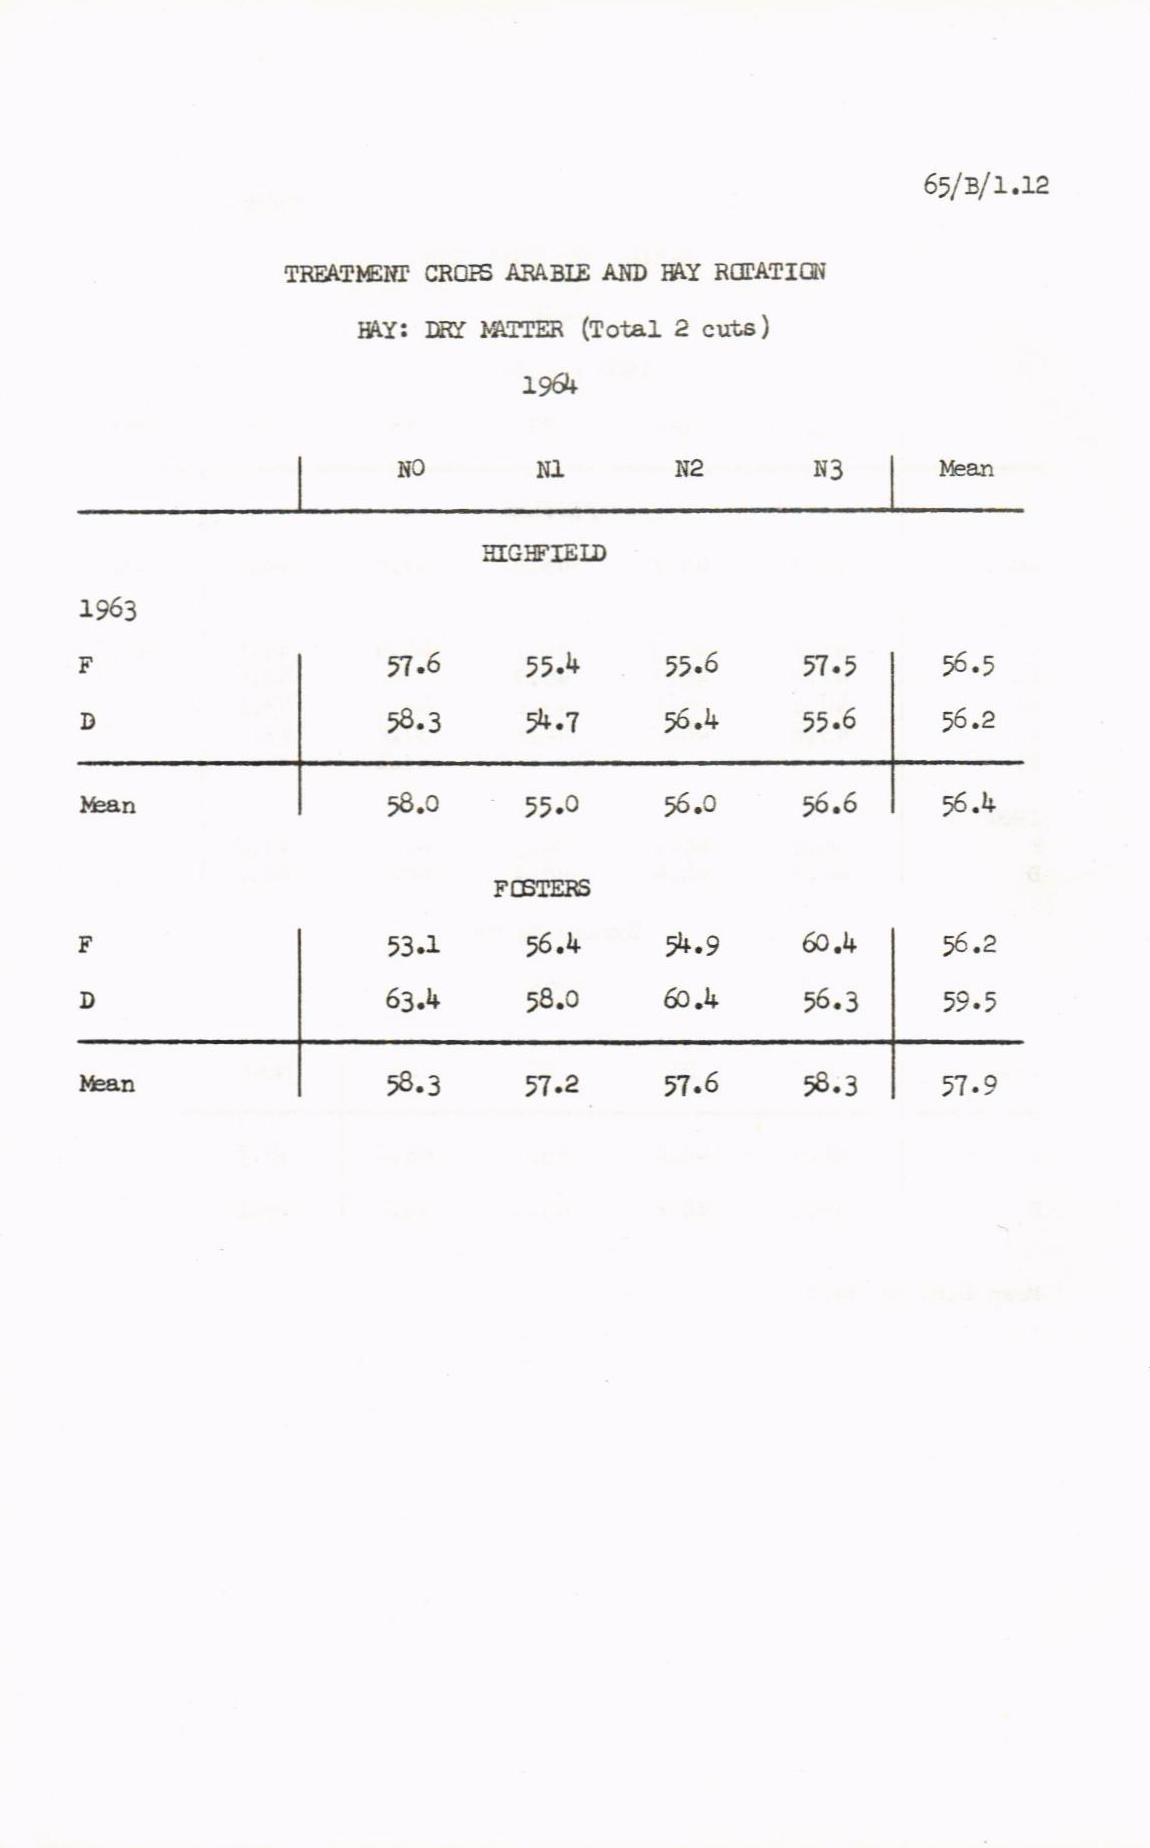 65/B/1.12
TREATMENT CROPS ARABLE AND HAY ROTATION
HAY: DRY MATTER (Total 2 cuts)
1964
N0 N1 N2 N3 Mean
HIGHFIELD
1963
F 57.6 55.4 55.6 57.5 56.5
D 58.3 54.7 56.4 55.6 56.2
Mean 58.0 55.0 56.0 56.6 56.4
FOSTERS
F 53.1 56.4 54.9 60.4 56.2
D 63.4 58.0 60.4 56.3 59.5
Mean 58.3 57.2 57.6 58.3 57.9